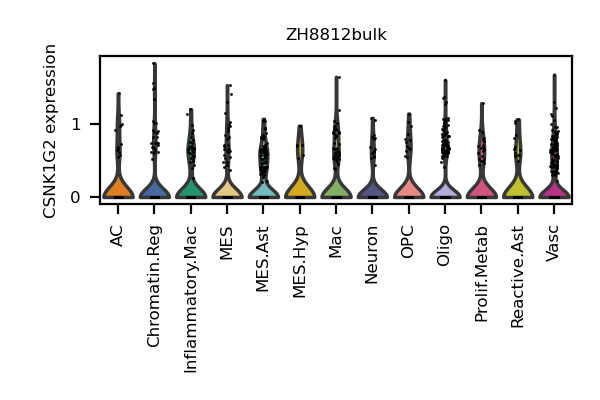 ZH8812bulk
CSNK1G2 expression
1
0
AC
Chromatin.Reg
Inflammatory.Mac
MES
MES.Ast
MES.Hyp
Mac
Neuron
OPC
Oligo
Prolif.Metab
Reactive.Ast
Vasc